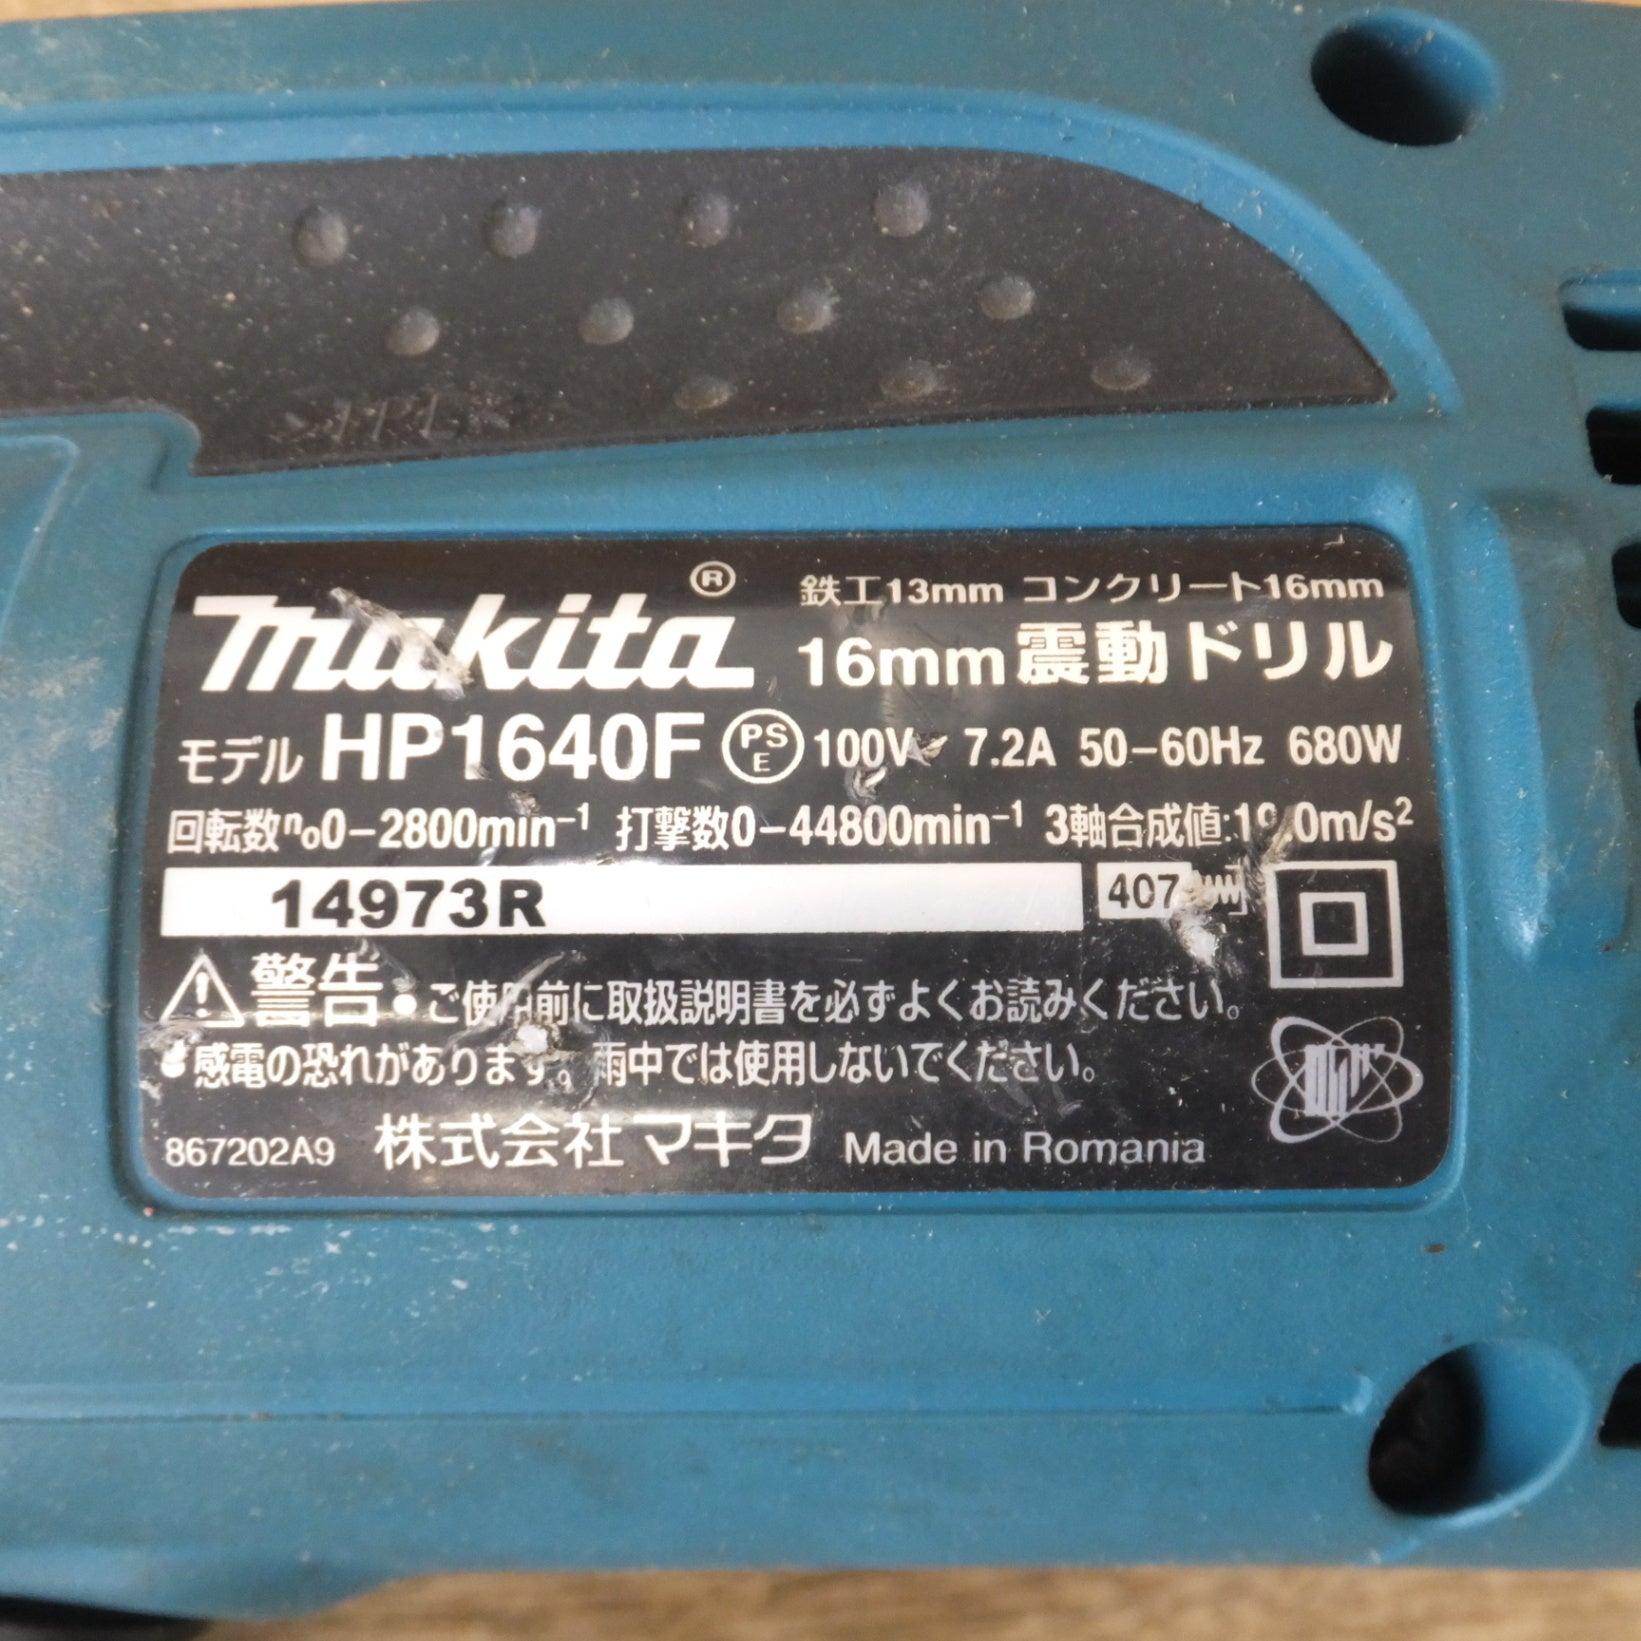 makita®
鉄工13mm コンクリート16mm
16mm震動ドリル
モデル HP1640F PSE 100V 7.2A 50-60Hz 680W
回転数n₀0-2800min⁻¹ 打撃数0-44800min⁻¹ 3軸合成値: m/s²
14973R
407
警告 ●ご使用前に取扱説明書を必ずよくお読みください。
●感電の恐れがあります。雨中では使用しないでください。
867202A9 株式会社マキタ Made in Romania